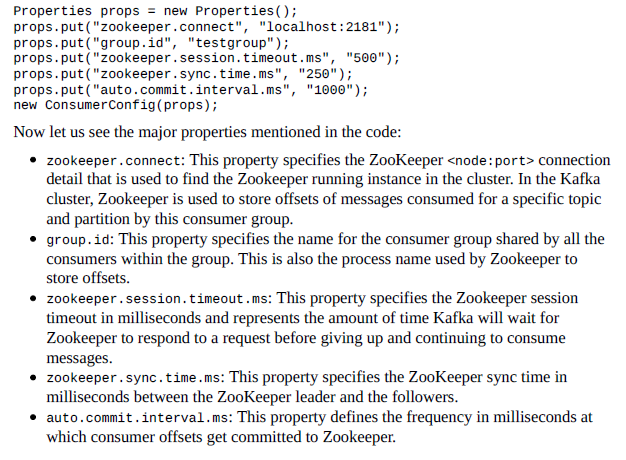 Properties props = new Properties();
props.put("zookeeper.connect", "localhost:2181");
props.put("group.id", "testgroup");
props.put("zookeeper.session.timeout.ms", "500");
props.put("zookeeper.sync.time.ms", "250");
props.put("auto.commit.interval.ms", "1000");
new ConsumerConfig(props);
Now let us see the major properties mentioned in the code:
• zookeeper.connect: This property specifies the ZooKeeper <node:port> connection
detail that is used to find the Zookeeper running instance in the cluster. In the Kafka
cluster, Zookeeper is used to store offsets of messages consumed for a specific topic
and partition by this consumer group.
• group.id: This property specifies the name for the consumer group shared by all the
consumers within the group. This is also the process name used by Zookeeper to
store offsets.
• zookeeper.session.timeout.ms: This property specifies the Zookeeper session
timeout in milliseconds and represents the amount of time Kafka will wait for
Zookeeper to respond to a request before giving up and continuing to consume
messages.
• zookeeper.sync.time.ms: This property specifies the ZooKeeper sync time in
milliseconds between the ZooKeeper leader and the followers.
• auto.commit.interval.ms: This property defines the frequency in milliseconds at
which consumer offsets get committed to Zookeeper.